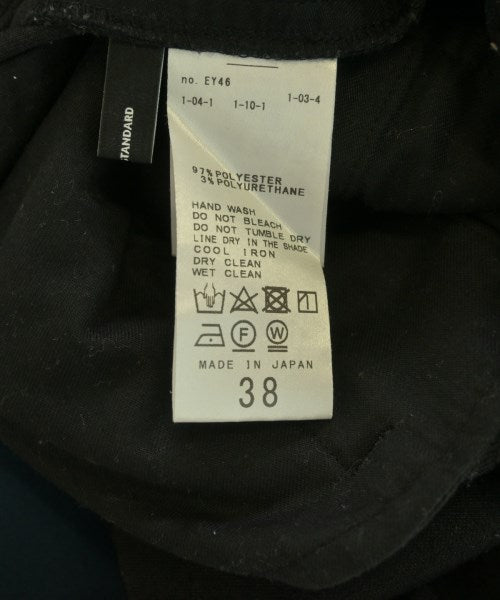 STANDARD
no. EY46
1-04-1 1-10-1 1-03-4
97% POLYESTER
3% POLYURETHANE
HAND WASH
DO NOT BLEACH
DO NOT TUMBLE DRY
LINE DRY IN THE SHADE
COOL IRON
DRY CLEAN
WET CLEAN
F W
MADE IN JAPAN
38